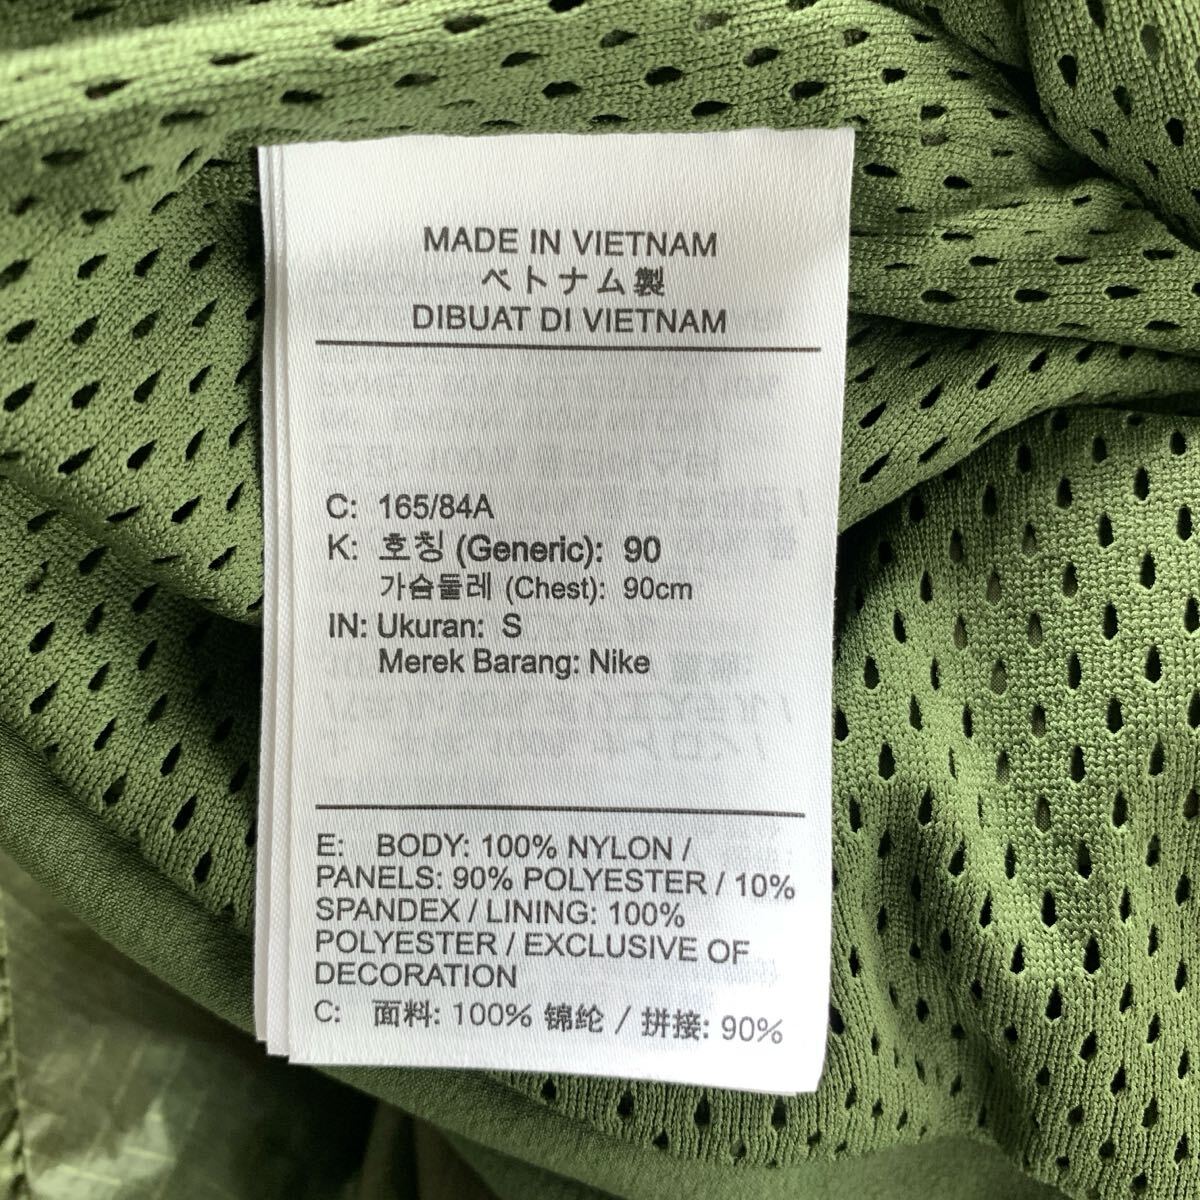 MADE IN VIETNAM
ベトナム製
DIBUAT DI VIETNAM
C: 165/84A
K: 호칭 (Generic): 90
가슴둘레 (Chest): 90cm
IN: Ukuran: S
Merek Barang: Nike
E: BODY: 100% NYLON /
PANELS: 90% POLYESTER / 10%
SPANDEX / LINING: 100%
POLYESTER / EXCLUSIVE OF
DECORATION
C: 面料: 100% 锦纶 / 拼接: 90%